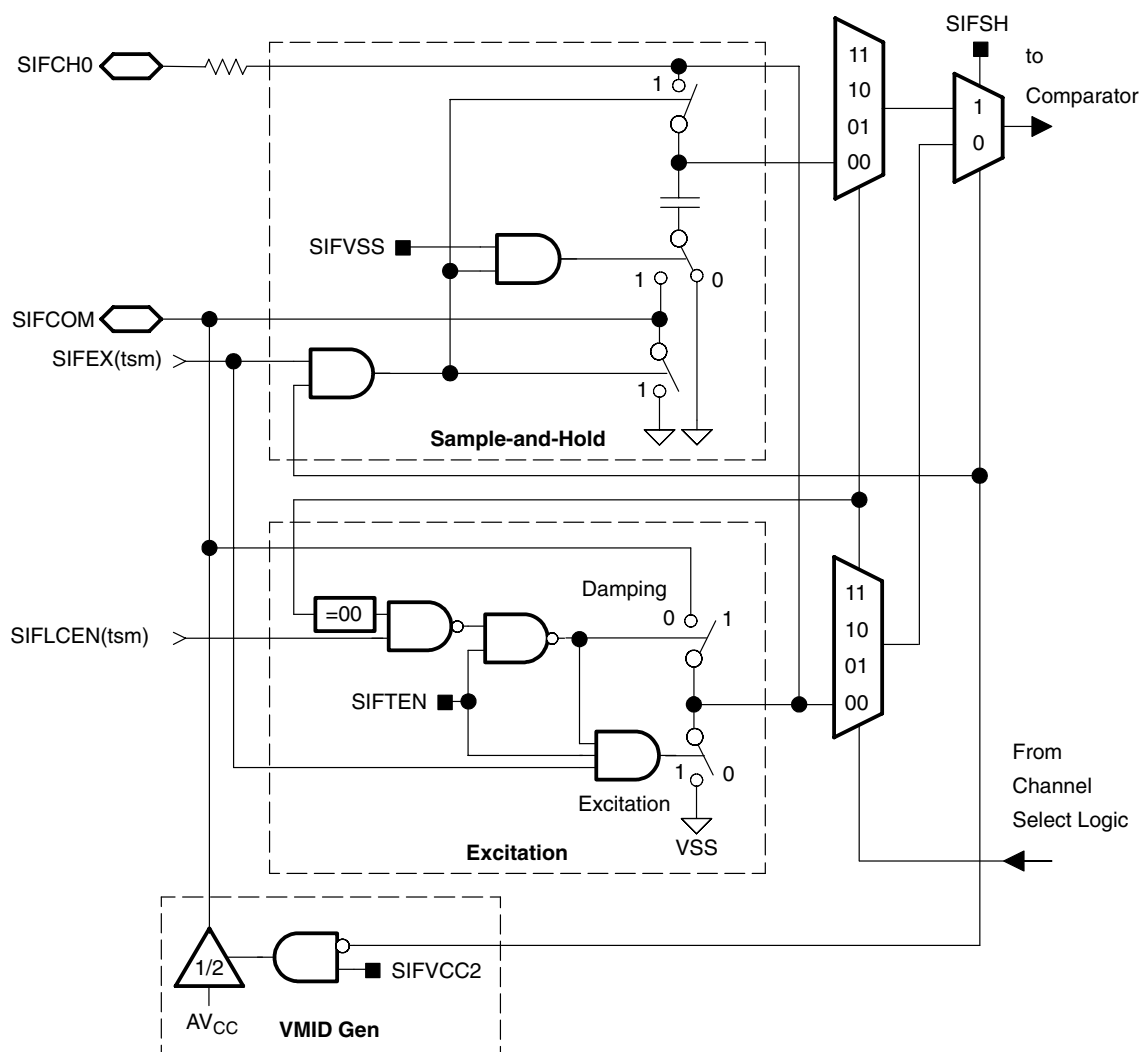 SIFCH0
SIFSH
to
Comparator
11
10
01
00
1
0
1
SIFVSS
1
0
SIFCOM
SIFEX(tsm)
1
Sample-and-Hold
Damping
0
1
=00
SIFLCEN(tsm)
11
10
01
00
SIFTEN
1
0
Excitation
VSS
Excitation
From
Channel
Select Logic
1/2
SIFVCC2
AVCC
VMID Gen